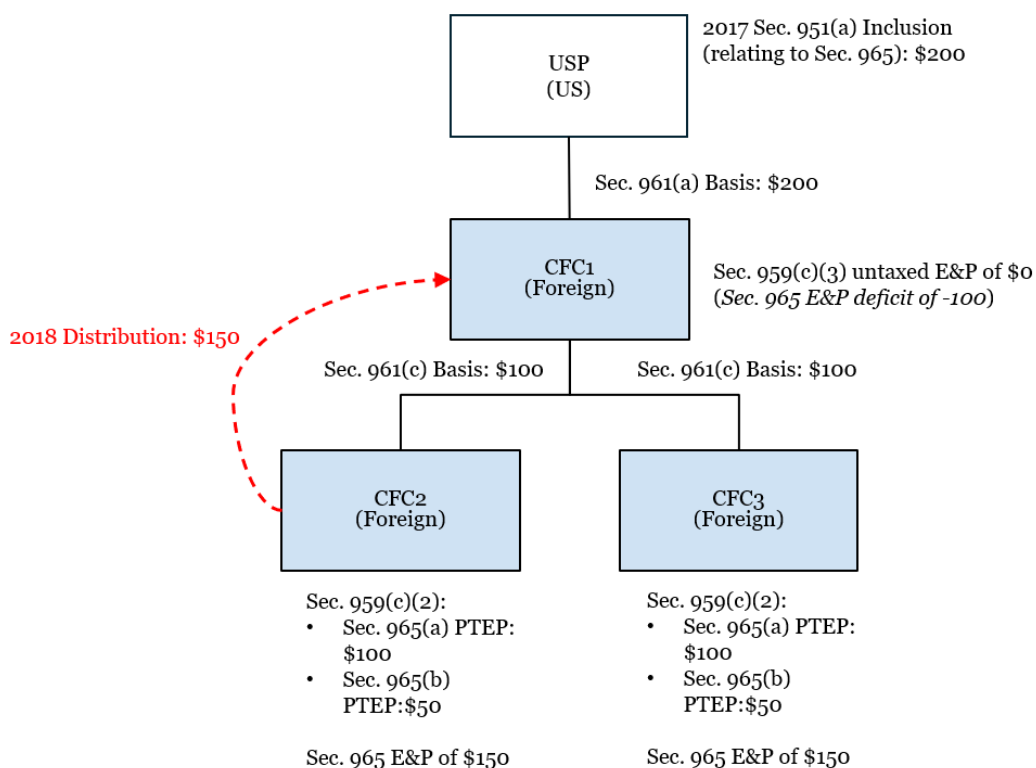 2017 Sec. 951(a) Inclusion
(relating to Sec. 965): $200
USP
(US)
Sec. 961(a) Basis: $200
CFC1
(Foreign)
Sec. 959(c)(3) untaxed E&P of $0
(Sec. 965 E&P deficit of -100)
2018 Distribution: $150
Sec. 961(c) Basis: $100
Sec. 961(c) Basis: $100
CFC2
(Foreign)
CFC3
(Foreign)
Sec. 959(c)(2):
• Sec. 965(a) PTEP:
$100
• Sec. 965(b)
PTEP:$50
Sec. 965 E&P of $150
Sec. 959(c)(2):
• Sec. 965(a) PTEP:
$100
• Sec. 965(b)
PTEP:$50
Sec. 965 E&P of $150